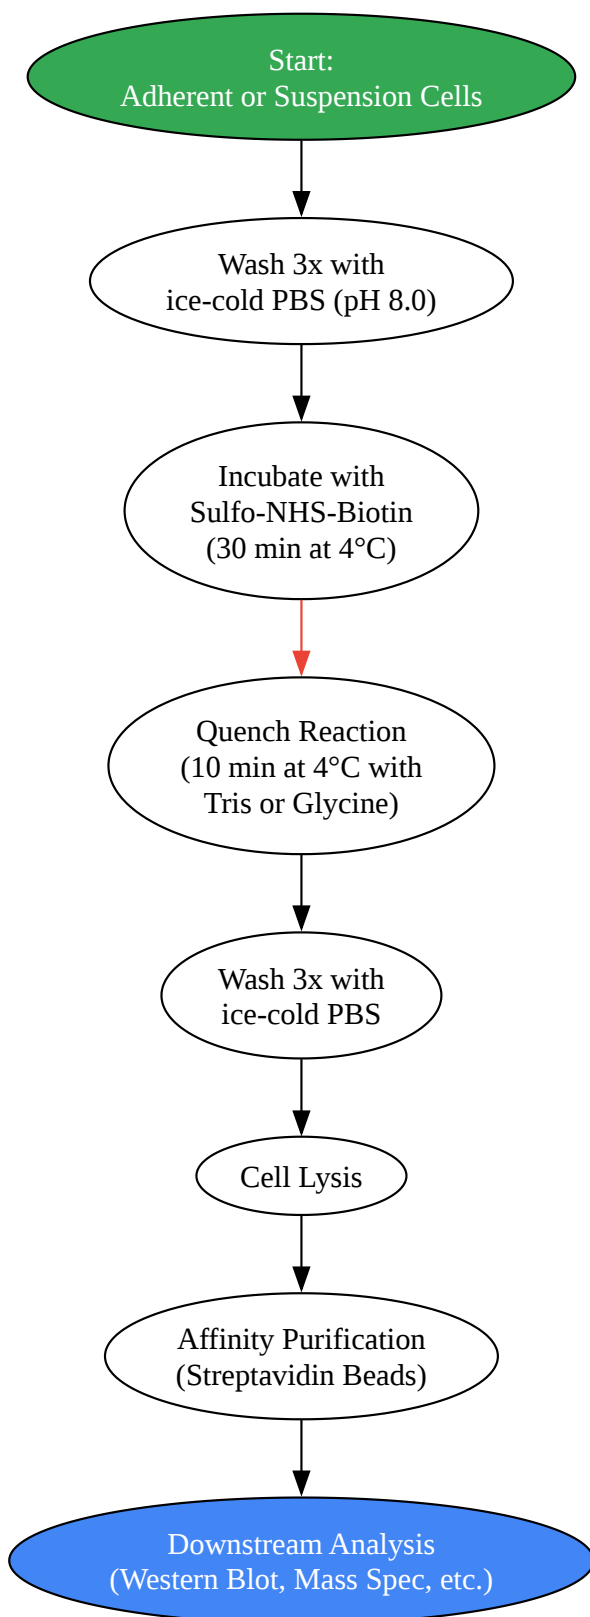 Start:
Adherent or Suspension Cells
Wash 3x with
ice-cold PBS (pH 8.0)
Incubate with
Sulfo-NHS-Biotin
(30 min at 4°C)
Quench Reaction
(10 min at 4°C with
Tris or Glycine)
Wash 3x with
ice-cold PBS
Cell Lysis
Affinity Purification
(Streptavidin Beads)
Downstream Analysis
(Western Blot, Mass Spec, etc.)